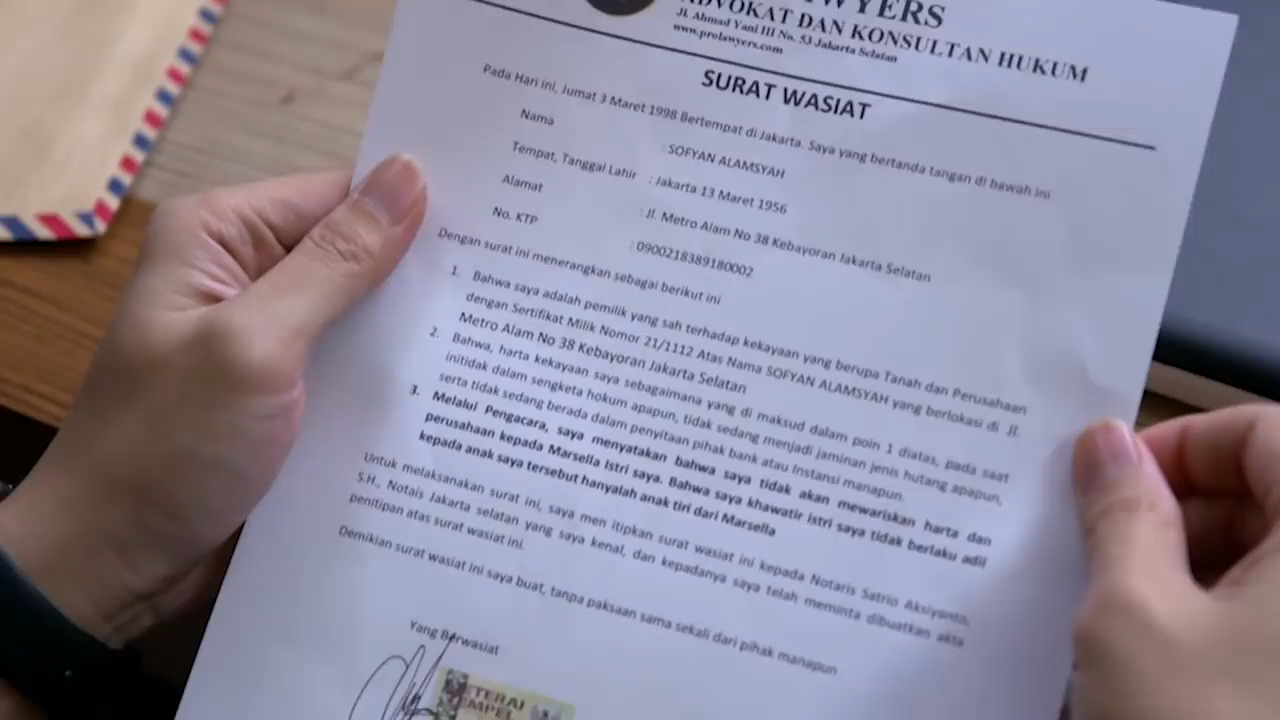 WYERS
ADVOKAT DAN KONSULTAN HUKUM
Jl. Ahmad Yani III No. 53 Jakarta Selatan
www.prolawyers.com
SURAT WASIAT
Pada Hari ini, Jumat 3 Maret 1998 Bertempat di Jakarta. Saya yang bertanda tangan di bawah ini
Nama : SOFYAN ALAMSYAH
Tempat, Tanggal Lahir : Jakarta 13 Maret 1956
Alamat : Jl. Metro Alam No 38 Kebayoran Jakarta Selatan
No. KTP : 0900218389180002
Dengan surat ini menerangkan sebagai berikut ini
1. Bahwa saya adalah pemilik yang sah terhadap kekayaan yang berupa Tanah dan Perusahaan
dengan Sertifikat Milik Nomor 21/1112 Atas Nama SOFYAN ALAMSYAH yang berlokasi di Jl.
Metro Alam No 38 Kebayoran Jakarta Selatan
2. Bahwa, harta kekayaan saya sebagaimana yang di maksud dalam poin 1 diatas, pada saat
initidak dalam sengketa hokum apapun, tidak sedang menjadi jaminan jenis hutang apapun,
serta tidak sedang berada dalam penyitaan pihak bank atau Instansi manapun.
3. Melalui Pengacara, saya menyatakan bahwa saya tidak akan mewariskan harta dan
perusahaan kepada Marsella Istri saya. Bahwa saya khawatir istri saya tidak berlaku adil
kepada anak saya tersebut hanyalah anak tiri dari Marsella
Untuk melaksanakan surat ini, saya men itipkan surat wasiat ini kepada Notaris Satrio Aksiyanto,
S.H., Notais Jakarta selatan yang saya kenal, dan kepadanya saya telah meminta dibuatkan akta
penitipan atas surat wasiat ini.
Demikian surat wasiat ini saya buat, tanpa paksaan sama sekali dari pihak manapun
Yang Berwasiat
TERAI
EMPEL